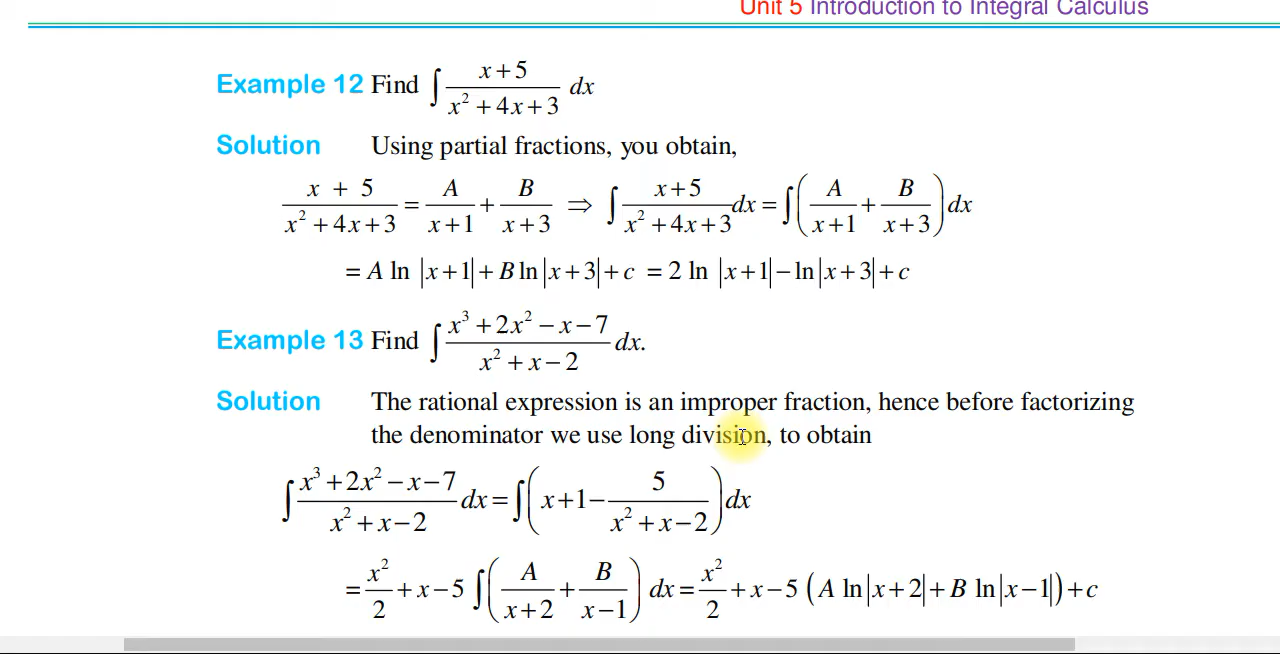 Unit 5 Introduction to Integral Calculus
Example 12 Find ∫ (x+5)/(x² +4x+3) dx
Solution Using partial fractions, you obtain,
(x + 5)/(x² +4x+3) = A/(x+1) + B/(x+3) ⇒ ∫ (x+5)/(x² +4x+3) dx = ∫(A/(x+1) + B/(x+3))dx
= A ln |x+1|+ B ln|x+3|+c = 2 ln |x+1|−ln|x+3|+c
Example 13 Find ∫ (x³ +2x² −x−7)/(x² +x−2) dx.
Solution The rational expression is an improper fraction, hence before factorizing
the denominator we use long division, to obtain
∫ (x³ +2x² −x−7)/(x² +x−2) dx = ∫(x+1− 5/(x² +x−2))dx
= x²/2 +x−5 ∫(A/(x+2) + B/(x−1)) dx = x²/2 +x−5 (A ln|x+2|+B ln|x−1|)+c